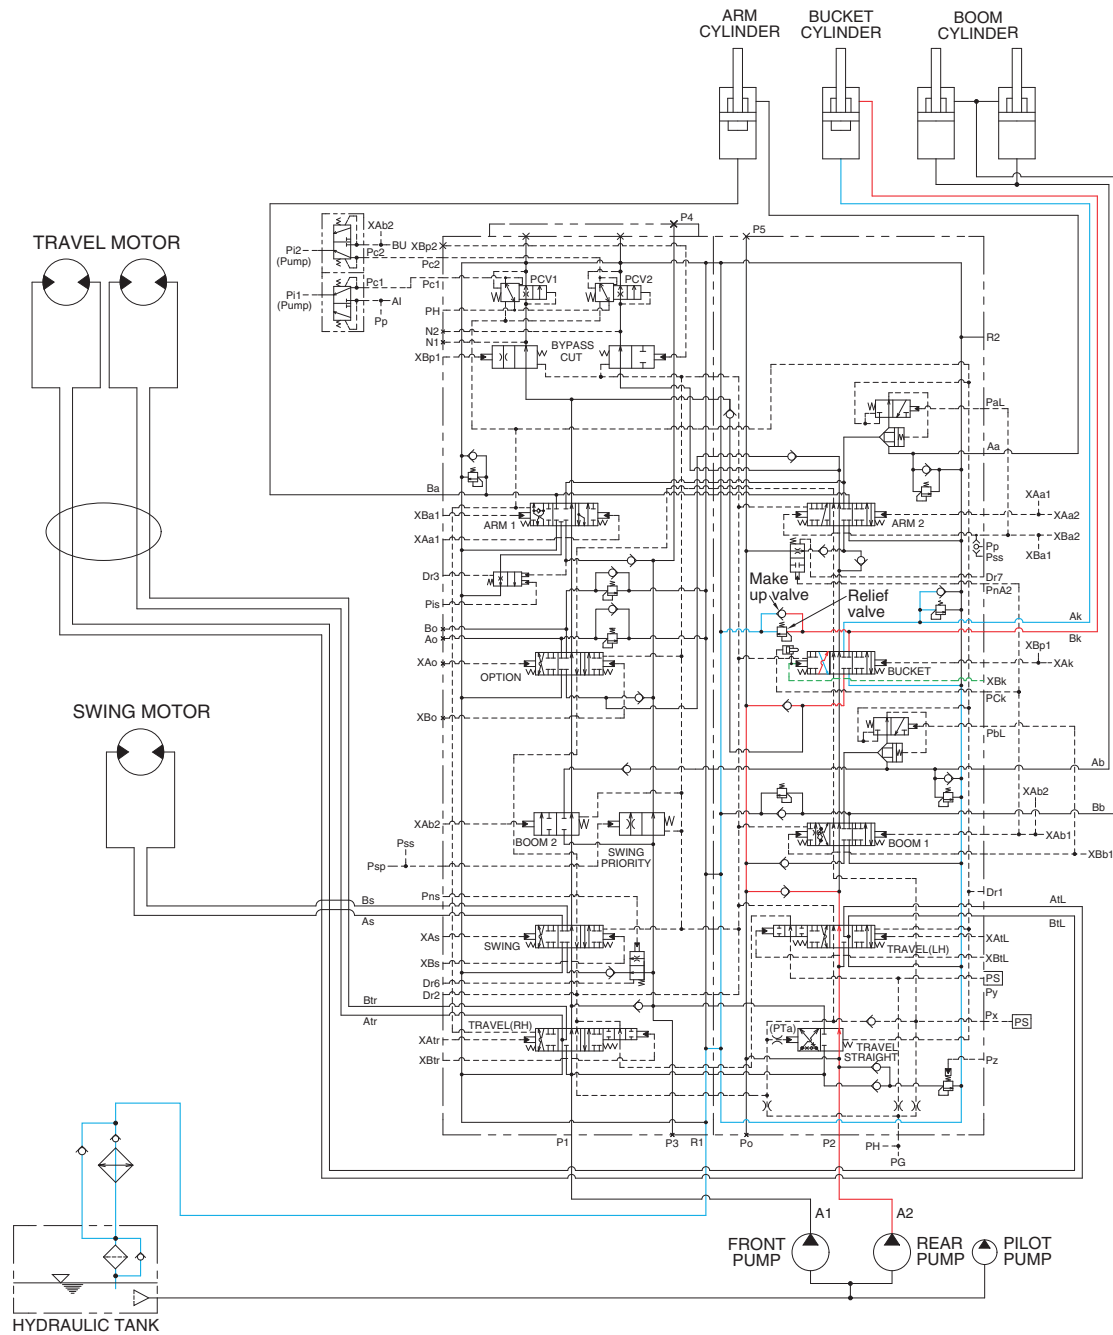 ARM
CYLINDER
BUCKET
CYLINDER
BOOM
CYLINDER
TRAVEL MOTOR
SWING MOTOR
XAb2
BU
Pi2
(Pump)
Pc2
Pc1
Pi1
(Pump)
AI
Pp
P4
P5
XBp2
Pc2
Pc1
PCV1
PCV2
PH
N2
N1
BYPASS
CUT
XBp1
R2
PaL
Aa
Ba
XBa1
ARM 1
XAa1
ARM 2
XAa1
XAa2
XBa2
XBa1
Pp
Pss
Dr3
Dr7
PnA2
Pis
Make
up valve
Relief
valve
Ak
Bk
Bo
Ao
XAo
OPTION
XBp1
XAk
BUCKET
XBk
PCk
XBo
PbL
Ab
XAb2
Bb
XAb2
BOOM 2
SWING
PRIORITY
BOOM 1
XAb1
XBb1
Pss
Psp
Pns
Dr1
Bs
As
AtL
BtL
XAs
SWING
XBs
TRAVEL(LH)
XAtL
XBtL
Dr6
Dr2
PS
Py
Btr
Atr
TRAVEL(RH)
(PTa)
Px
PS
XAtr
XBtr
TRAVEL
STRAIGHT
Pz
P1
P3
R1
Po
P2
PH
PG
A1
A2
FRONT
PUMP
REAR
PUMP
PILOT
PUMP
HYDRAULIC TANK